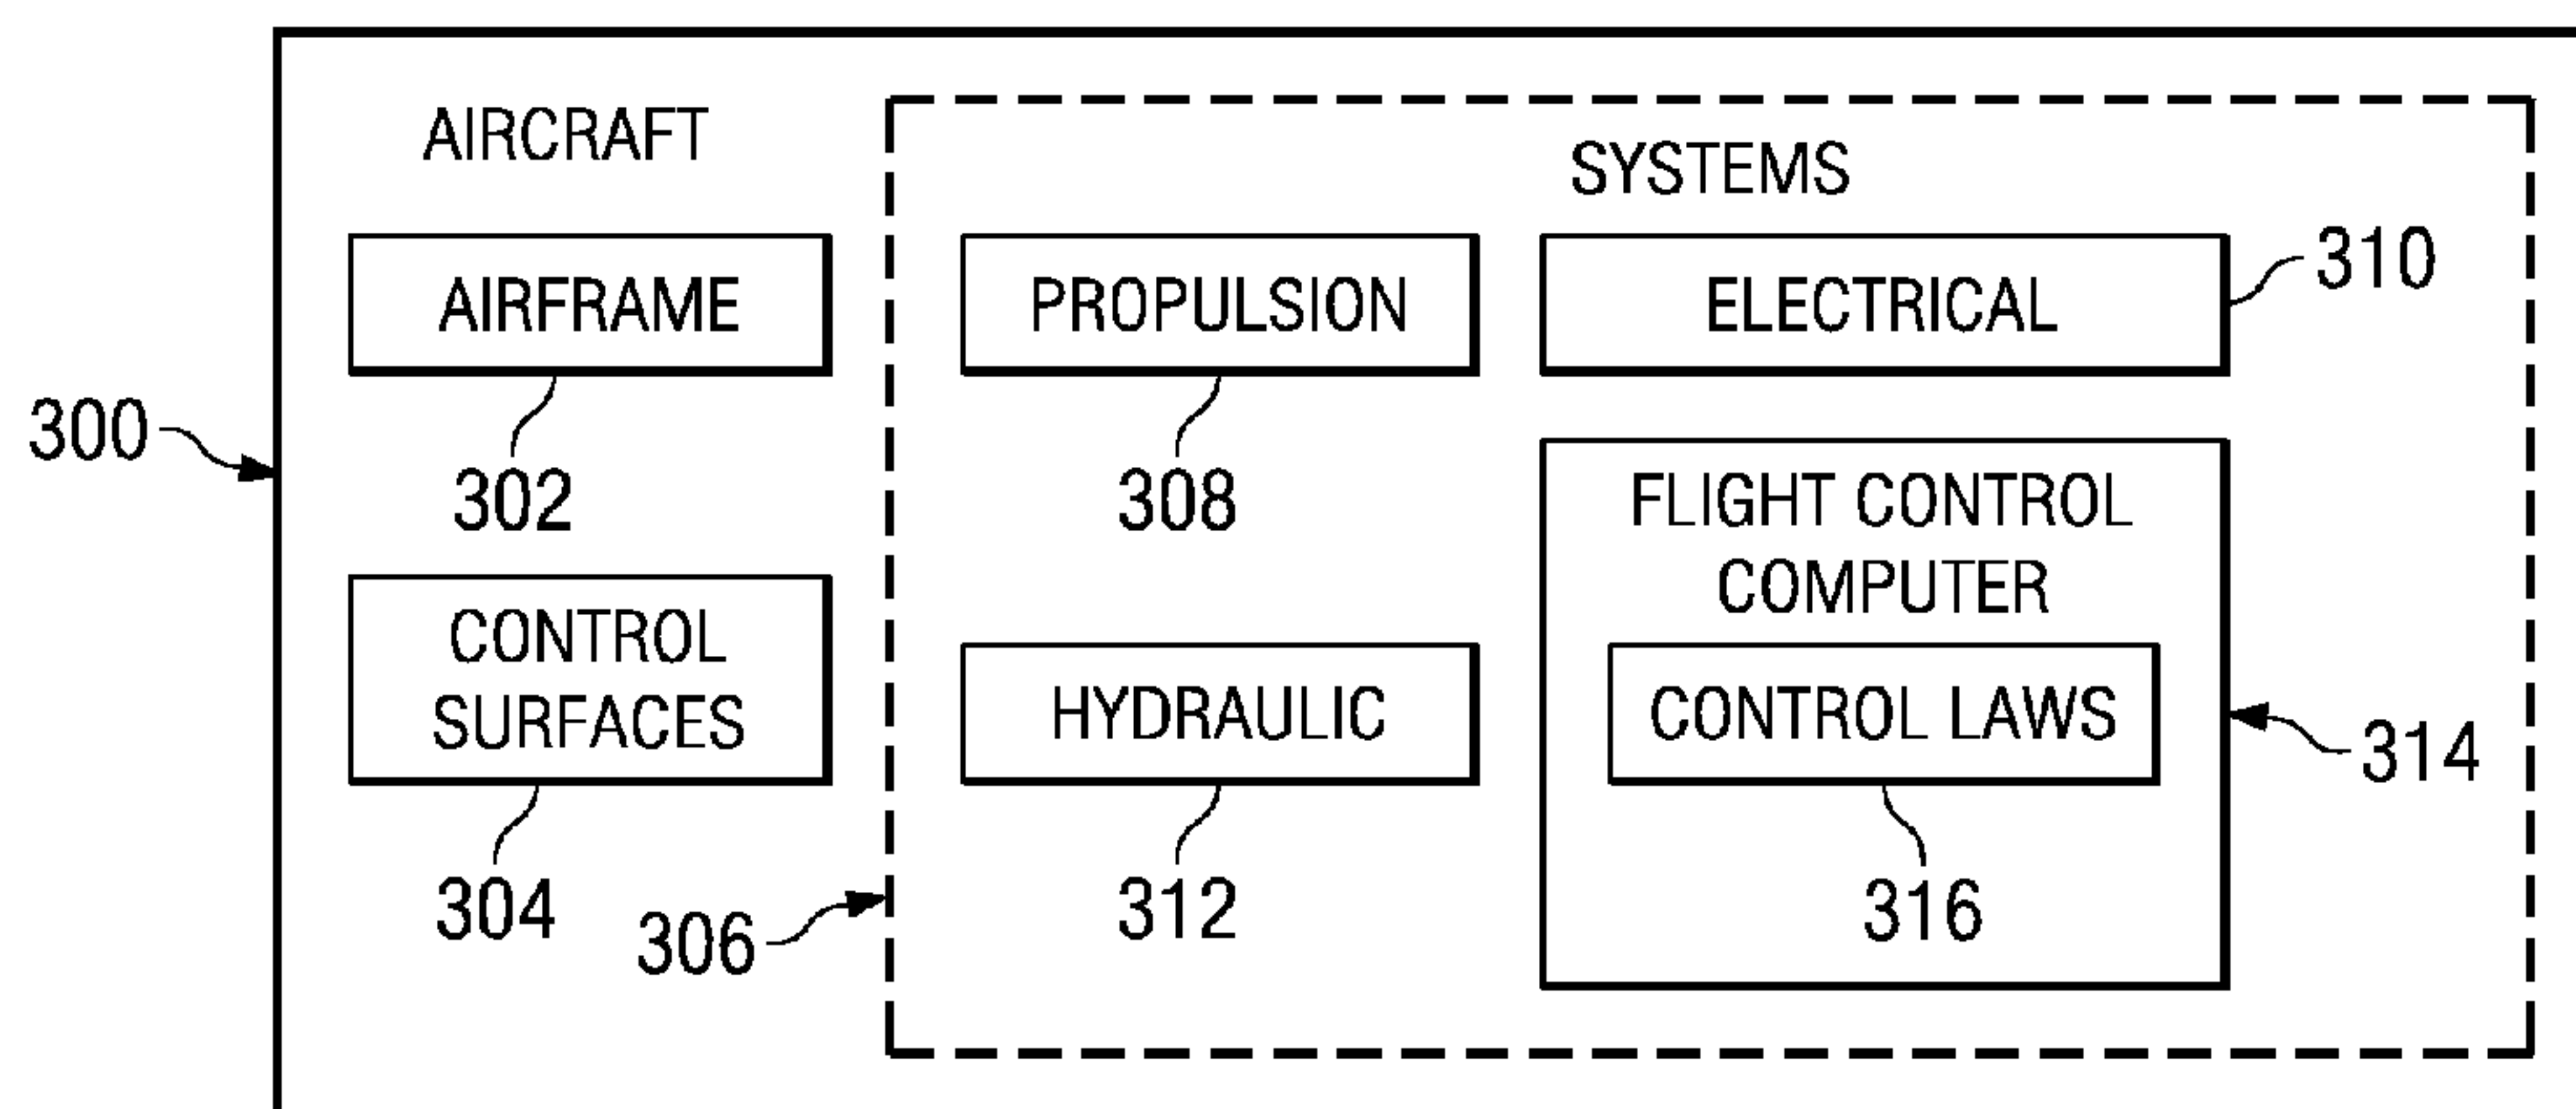 AIRCRAFT
SYSTEMS
AIRFRAME
PROPULSION
ELECTRICAL
310
300
302
308
FLIGHT CONTROL
COMPUTER
CONTROL
SURFACES
HYDRAULIC
CONTROL LAWS
314
304
306
312
316